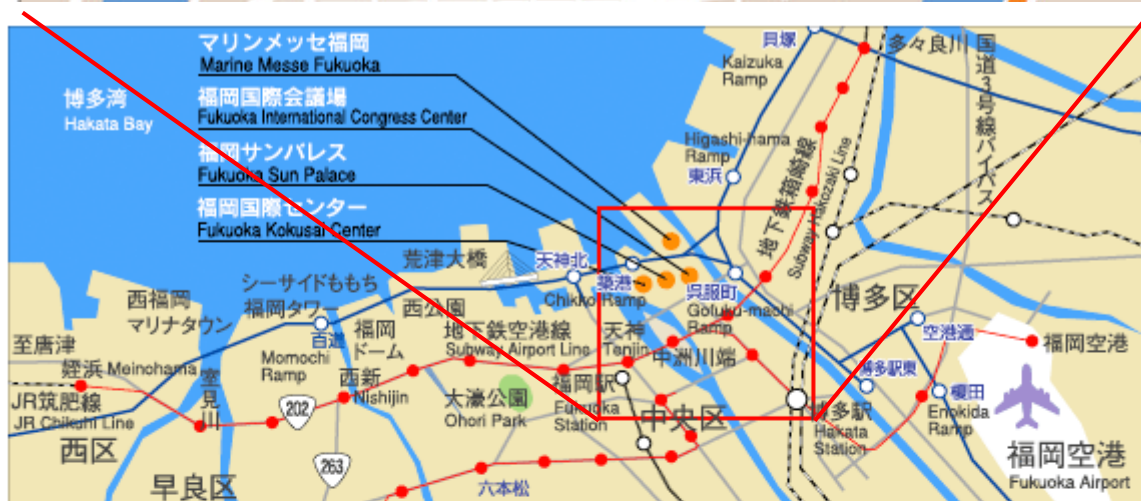 マリンメッセ福岡
Marine Messe Fukuoka
福岡国際会議場
Fukuoka International Congress Center
福岡サンパレス
Fukuoka Sun Palace
福岡国際センター
Fukuoka Kokusai Center
博多湾
Hakata Bay
貝塚
Kaizuka
Ramp
多々良川
国道3号線バイパス
Higashi-hama
Ramp
東浜
地下鉄箱崎線
Subway Hakozaki Line
荒津大橋
天神北
築港
Chikko Ramp
呉服町
Gofuku-machi
Ramp
博多区
シーサイドももち
福岡タワー
西公園
西福岡
マリナタウン
百道
Momochi
Ramp
福岡
ドーム
地下鉄空港線
Subway Airport Line
天神
Tenjin
中洲川端
空港通
福岡空港
至唐津
姪浜 Meinohama
室見川
西新
Nishijin
大濠公園
Ohori Park
福岡駅
Fukuoka
Station
中央区
博多駅東
榎田
Enokida
Ramp
JR筑肥線
JR Chikuhi Line
202
博多駅
Hakata
Station
西区
早良区
263
六本松
福岡空港
Fukuoka Airport